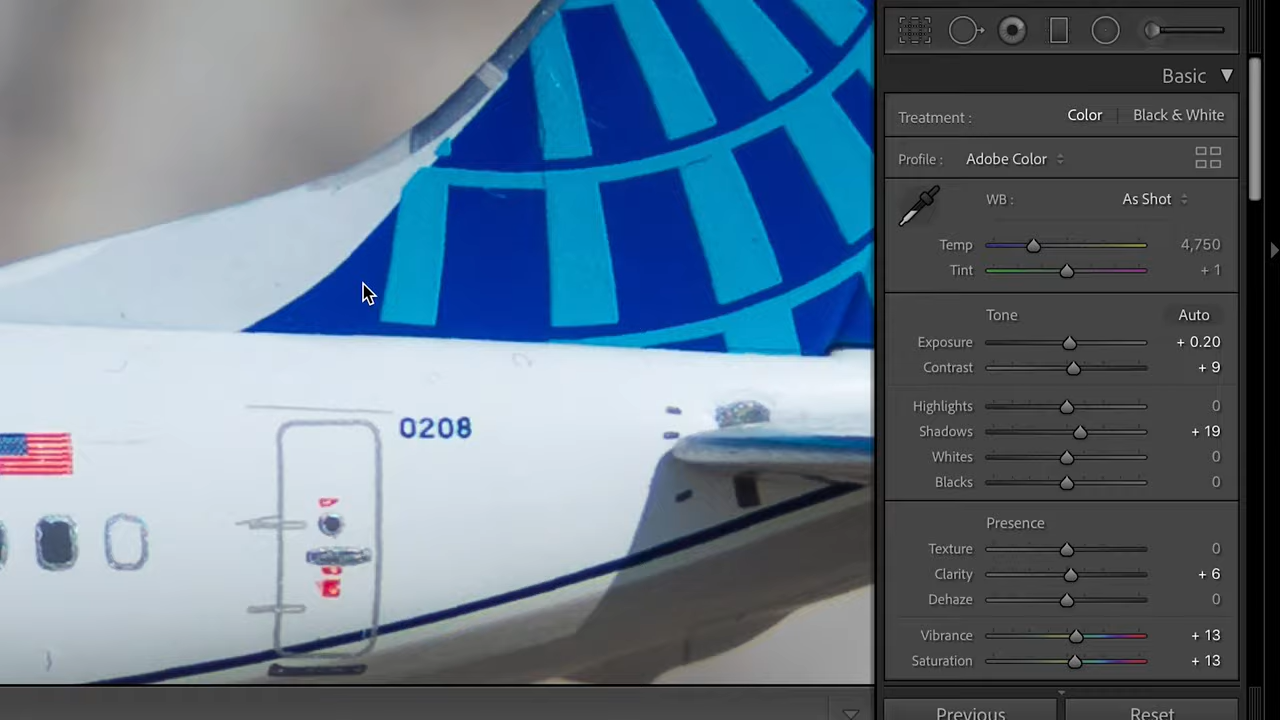 Basic
Treatment : Color Black & White
Profile : Adobe Color
WB : As Shot
Temp 4,750
Tint + 1
Tone Auto
Exposure + 0.20
Contrast + 9
Highlights 0
Shadows + 19
Whites 0
Blacks 0
Presence
Texture 0
Clarity + 6
Dehaze 0
Vibrance + 13
Saturation + 13
Previous Reset
0208